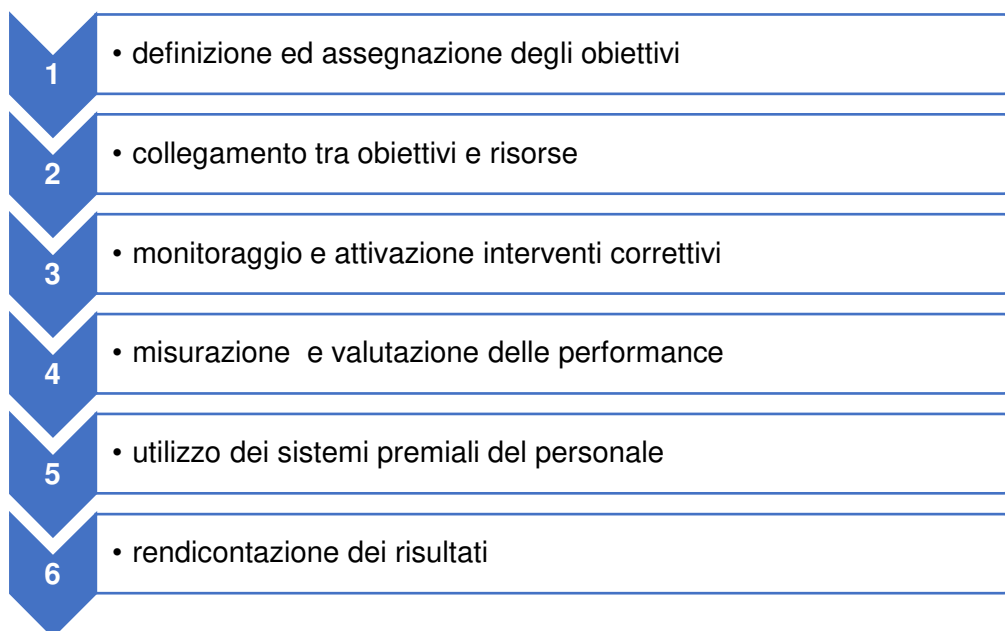 1
• definizione ed assegnazione degli obiettivi
2
• collegamento tra obiettivi e risorse
3
• monitoraggio e attivazione interventi correttivi
4
• misurazione  e valutazione delle performance
5
• utilizzo dei sistemi premiali del personale
6
• rendicontazione dei risultati